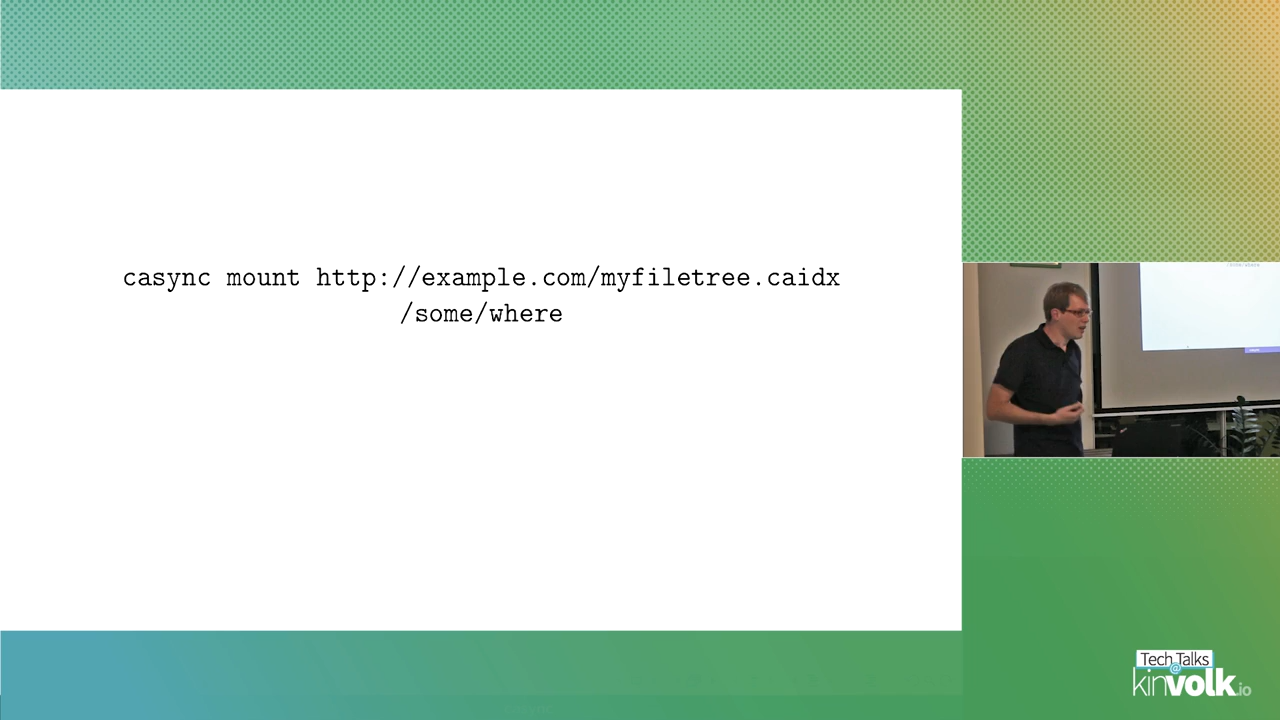 casync mount http://example.com/myfiletree.caidx
/some/where
Tech Talks
@
kinvolk.io